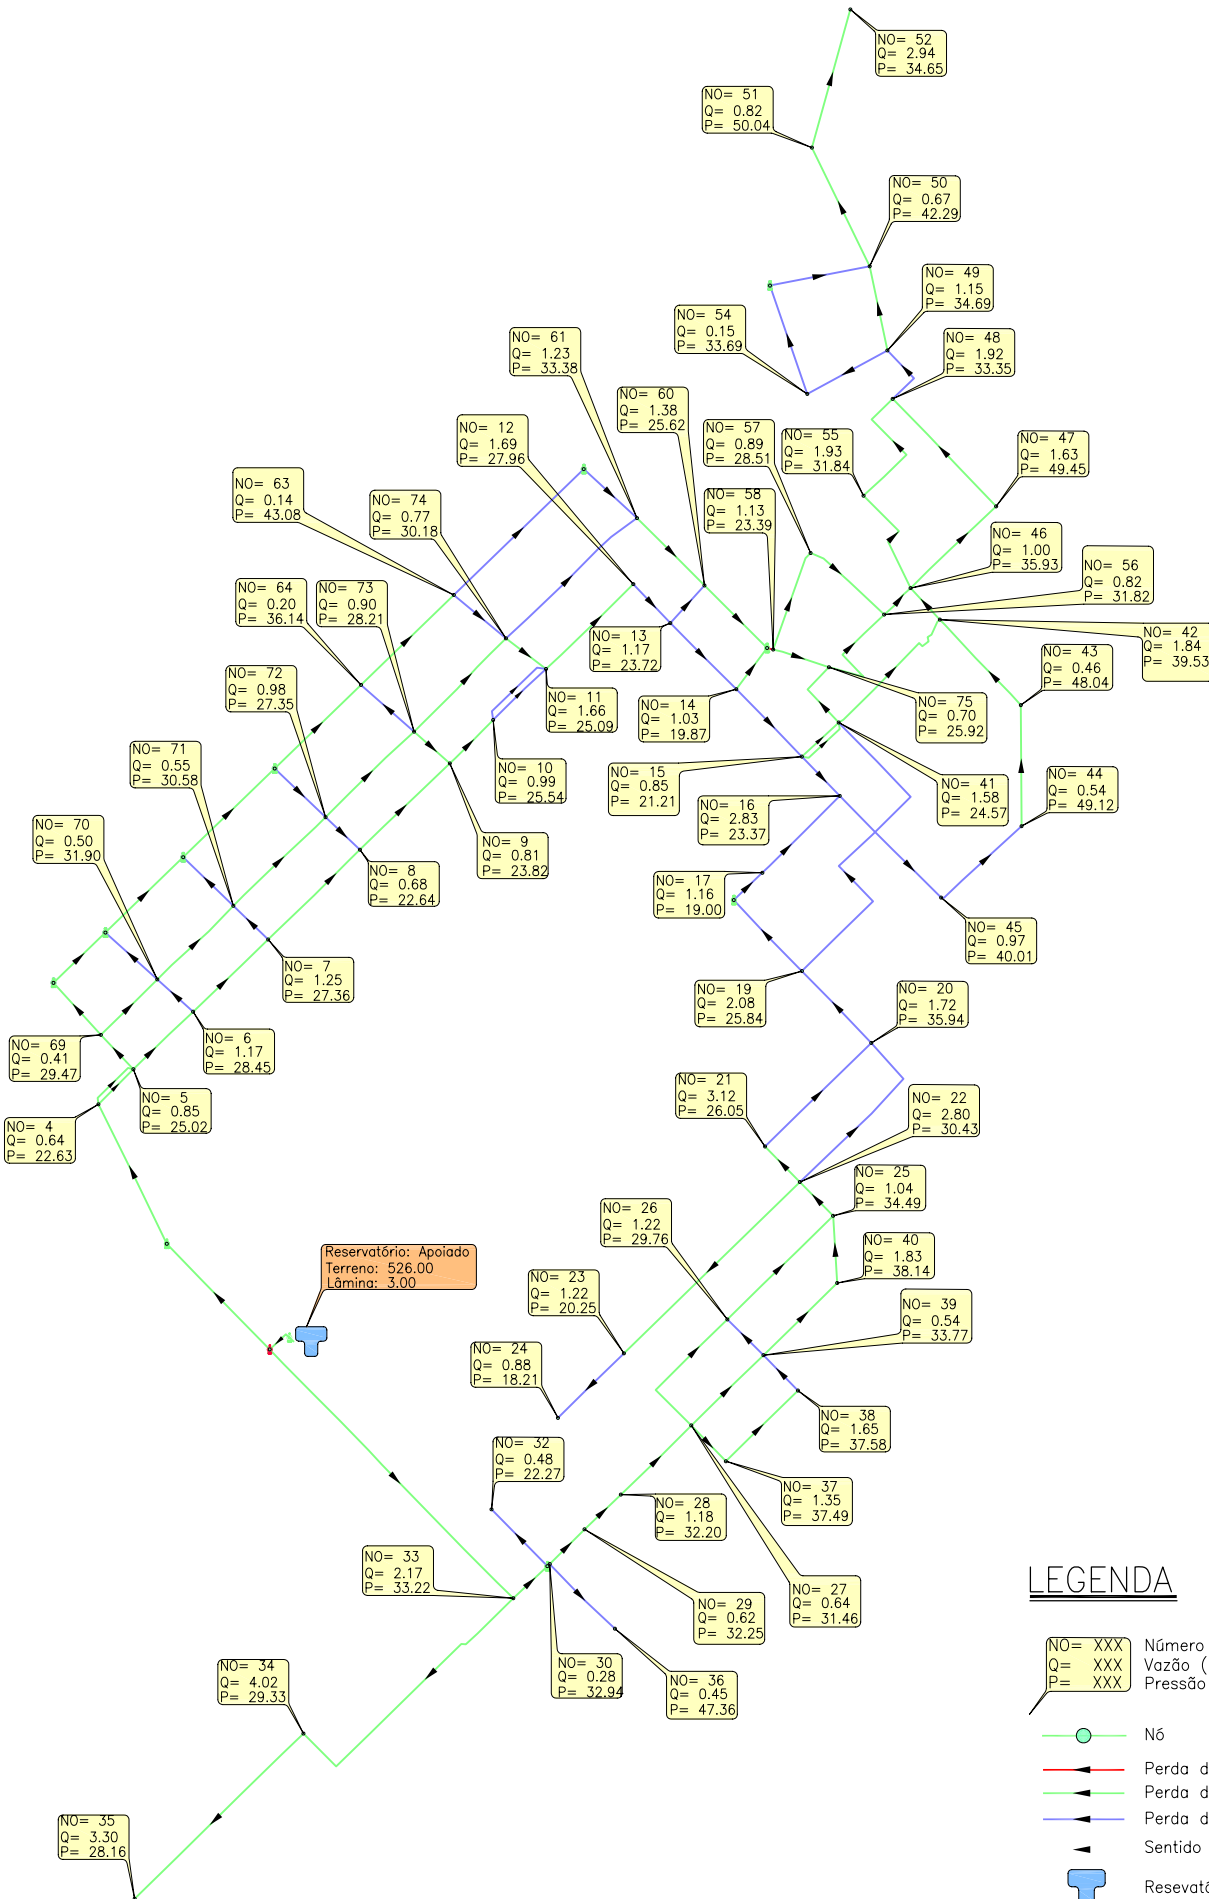 NO= 52
Q= 2.94
P= 34.65
NO= 51
Q= 0.82
P= 50.04
NO= 50
Q= 0.67
P= 42.29
NO= 49
Q= 1.15
P= 34.69
NO= 54
Q= 0.15
P= 33.69
NO= 48
Q= 1.92
P= 33.35
NO= 61
Q= 1.23
P= 33.38
NO= 60
Q= 1.38
P= 25.62
NO= 12
Q= 1.69
P= 27.96
NO= 57
Q= 0.89
P= 28.51
NO= 55
Q= 1.93
P= 31.84
NO= 47
Q= 1.63
P= 49.45
NO= 63
Q= 0.14
P= 43.08
NO= 74
Q= 0.77
P= 30.18
NO= 58
Q= 1.13
P= 23.39
NO= 46
Q= 1.00
P= 35.93
NO= 56
Q= 0.82
P= 31.82
NO= 64
Q= 0.20
P= 36.14
NO= 73
Q= 0.90
P= 28.21
NO= 13
Q= 1.17
P= 23.72
NO= 42
Q= 1.84
P= 39.53
NO= 43
Q= 0.46
P= 48.04
NO= 72
Q= 0.98
P= 27.35
NO= 11
Q= 1.66
P= 25.09
NO= 14
Q= 1.03
P= 19.87
NO= 75
Q= 0.70
P= 25.92
NO= 71
Q= 0.55
P= 30.58
NO= 10
Q= 0.99
P= 25.54
NO= 15
Q= 0.85
P= 21.21
NO= 41
Q= 1.58
P= 24.57
NO= 44
Q= 0.54
P= 49.12
NO= 16
Q= 2.83
P= 23.37
NO= 70
Q= 0.50
P= 31.90
NO= 9
Q= 0.81
P= 23.82
NO= 8
Q= 0.68
P= 22.64
NO= 17
Q= 1.16
P= 19.00
NO= 45
Q= 0.97
P= 40.01
NO= 7
Q= 1.25
P= 27.36
NO= 19
Q= 2.08
P= 25.84
NO= 20
Q= 1.72
P= 35.94
NO= 69
Q= 0.41
P= 29.47
NO= 6
Q= 1.17
P= 28.45
NO= 5
Q= 0.85
P= 25.02
NO= 21
Q= 3.12
P= 26.05
NO= 22
Q= 2.80
P= 30.43
NO= 4
Q= 0.64
P= 22.63
NO= 25
Q= 1.04
P= 34.49
NO= 26
Q= 1.22
P= 29.76
NO= 40
Q= 1.83
P= 38.14
Reservatório: Apoiado
Terreno: 526.00
Lâmina: 3.00
NO= 23
Q= 1.22
P= 20.25
NO= 39
Q= 0.54
P= 33.77
NO= 24
Q= 0.88
P= 18.21
NO= 38
Q= 1.65
P= 37.58
NO= 32
Q= 0.48
P= 22.27
NO= 37
Q= 1.35
P= 37.49
NO= 28
Q= 1.18
P= 32.20
NO= 33
Q= 2.17
P= 33.22
NO= 27
Q= 0.64
P= 31.46
NO= 29
Q= 0.62
P= 32.25
NO= 30
Q= 0.28
P= 32.94
NO= 36
Q= 0.45
P= 47.36
NO= 34
Q= 4.02
P= 29.33
NO= 35
Q= 3.30
P= 28.16
LEGENDA
NO= XXX Número
Q= XXX Vazão (
P= XXX Pressão
Nó
Perda d
Perda d
Perda d
Sentido
Resevató